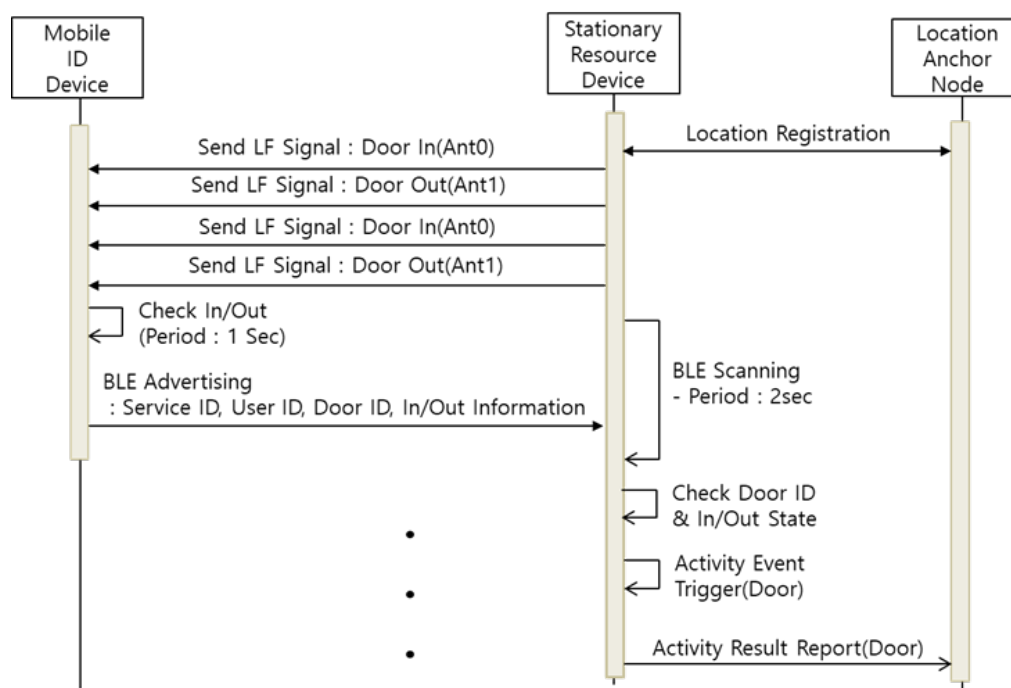 Mobile
ID
Device
Stationary
Resource
Device
Location
Anchor
Node
Location Registration
Send LF Signal : Door In(Ant0)
Send LF Signal : Door Out(Ant1)
Send LF Signal : Door In(Ant0)
Send LF Signal : Door Out(Ant1)
Check In/Out
(Period : 1 Sec)
BLE Advertising
: Service ID, User ID, Door ID, In/Out Information
BLE Scanning
- Period : 2sec
Check Door ID
& In/Out State
Activity Event
Trigger(Door)
Activity Result Report(Door)